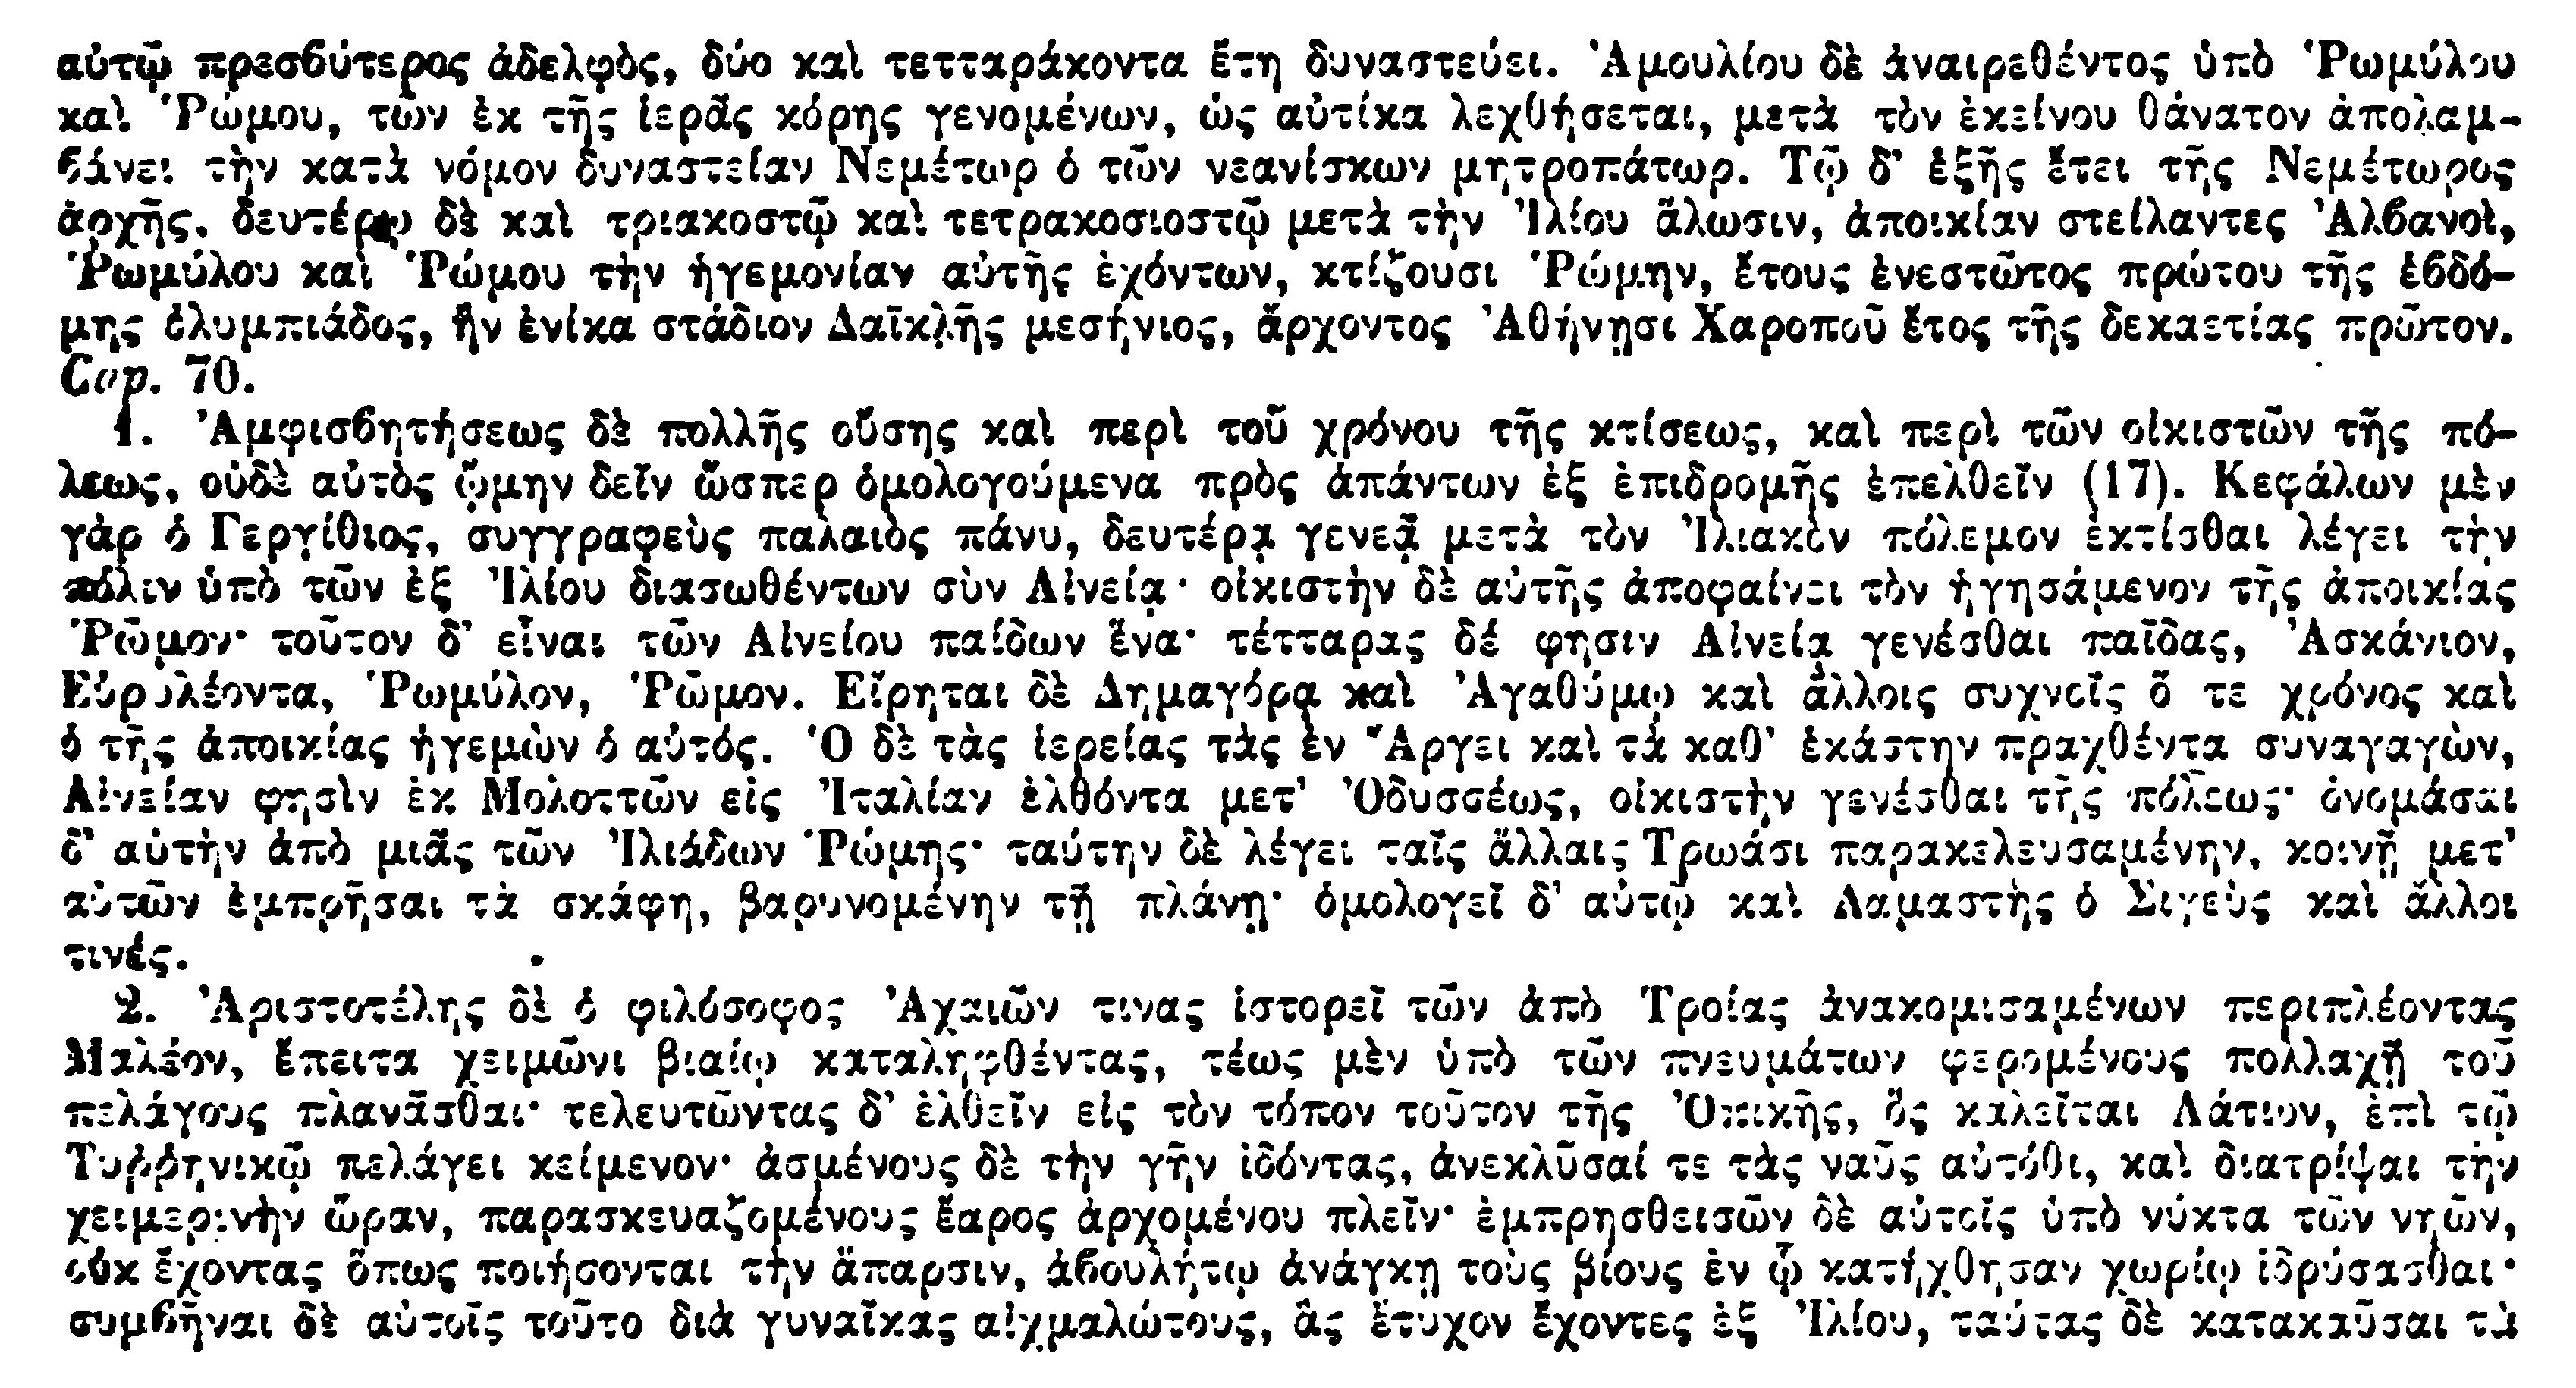 αὐτῷ πρεσϐύτερος ἀδελφὸς, δύο καὶ τετταράκοντα ἔτη δυναστεύει. Ἀμουλίου δὲ ἀναιρεθέντος ὑπὸ Ῥωμύλου
καὶ Ῥώμου, τῶν ἐκ τῆς ἱερᾶς κόρης γενομένων, ὡς αὐτίκα λεχθήσεται, μετὰ τὸν ἐκείνου θάνατον ἀπολαμ-
ϐάνει τὴν κατὰ νόμον δυναστείαν Νεμέτωρ ὁ τῶν νεανίσκων μητροπάτωρ. Τῷ δ' ἑξῆς ἔτει τῆς Νεμέτωρος
ἀρχῆς, δευτέρῳ δὲ καὶ τριακοστῷ καὶ τετρακοσιοστῷ μετὰ τὴν Ἰλίου ἅλωσιν, ἀποικίαν στείλαντες Ἀλϐανοὶ,
Ῥωμύλου καὶ Ῥώμου τὴν ἡγεμονίαν αὐτῆς ἐχόντων, κτίζουσι Ῥώμην, ἔτους ἐνεστῶτος πρώτου τῆς ἑϐδό-
μης ὀλυμπιάδος, ἣν ἐνίκα στάδιον Δαϊκλῆς μεσήνιος, ἄρχοντος Ἀθήνῃσι Χαροποῦ ἔτος τῆς δεκαετίας πρῶτον.
Cap. 70.
1. Ἀμφισϐητήσεως δὲ πολλῆς οὔσης καὶ περὶ τοῦ χρόνου τῆς κτίσεως, καὶ περὶ τῶν οἰκιστῶν τῆς πό-
λεως, οὐδὲ αὐτὸς ᾤμην δεῖν ὥσπερ ὁμολογούμενα πρὸς ἁπάντων ἐξ ἐπιδρομῆς ἐπελθεῖν (17). Κεφάλων μὲν
γὰρ ὁ Γεργίθιος, συγγραφεὺς παλαιὸς πάνυ, δευτέρᾳ γενεᾷ μετὰ τὸν Ἰλιακὸν πόλεμον ἐκτίσθαι λέγει τὴν
πόλιν ὑπὸ τῶν ἐξ Ἰλίου διασωθέντων σὺν Αἰνείᾳ· οἰκιστὴν δὲ αὐτῆς ἀποφαίνει τὸν ἡγησάμενον τῆς ἀποικίας
Ῥῶμον· τοῦτον δ' εἶναι τῶν Αἰνείου παίδων ἕνα· τέτταρας δέ φησιν Αἰνείᾳ γενέσθαι παῖδας, Ἀσκάνιον,
Εὐρυλέοντα, Ῥωμύλον, Ῥῶμον. Εἴρηται δὲ Δημαγόρᾳ καὶ Ἀγαθύμῳ καὶ ἄλλοις συχνοῖς ὅ τε χρόνος καὶ
ὁ τῆς ἀποικίας ἡγεμὼν ὁ αὐτός. Ὁ δὲ τὰς ἱερείας τὰς ἐν Ἄργει καὶ τὰ καθ' ἑκάστην πραχθέντα συναγαγὼν,
Αἰνείαν φησὶν ἐκ Μολοττῶν εἰς Ἰταλίαν ἐλθόντα μετ' Ὀδυσσέως, οἰκιστὴν γενέσθαι τῆς πόλεως· ὀνομάσαι
δ' αὐτὴν ἀπὸ μιᾶς τῶν Ἰλιάδων Ῥώμης· ταύτην δὲ λέγει ταῖς ἄλλαις Τρωάσι παρακελευσαμένην, κοινῇ μετ'
αὐτῶν ἐμπρῆσαι τὰ σκάφη, βαρυνομένην τῇ πλάνῃ· ὁμολογεῖ δ' αὐτῷ καὶ Δαμαστὴς ὁ Σιγεὺς καὶ ἄλλοι
τινές.
2. Ἀριστοτέλης δὲ ὁ φιλόσοφος Ἀχαιῶν τινας ἱστορεῖ τῶν ἀπὸ Τροίας ἀνακομισαμένων περιπλέοντας
Μαλέον, ἔπειτα χειμῶνι βιαίῳ καταληφθέντας, τέως μὲν ὑπὸ τῶν πνευμάτων φερομένους πολλαχῇ τοῦ
πελάγους πλανᾶσθαι· τελευτῶντας δ' ἐλθεῖν εἰς τὸν τόπον τοῦτον τῆς Ὀπικῆς, ὃς καλεῖται Λάτιον, ἐπὶ τῷ
Τυῤῥηνικῷ πελάγει κείμενον· ἀσμένους δὲ τὴν γῆν ἰδόντας, ἀνεκλῦσαί τε τὰς ναῦς αὐτόθι, καὶ διατρίψαι τὴν
χειμερινὴν ὥραν, παρασκευαζομένους ἔαρος ἀρχομένου πλεῖν· ἐμπρησθεισῶν δὲ αὐτοῖς ὑπὸ νύκτα τῶν νηῶν,
οὐκ ἔχοντας ὅπως ποιήσονται τὴν ἄπαρσιν, ἀϐουλήτῳ ἀνάγκῃ τοὺς βίους ἐν ᾧ κατήχθησαν χωρίῳ ἱδρύσασθαι·
συμϐῆναι δὲ αὐτοῖς τοῦτο διὰ γυναῖκας αἰχμαλώτους, ἃς ἔτυχον ἔχοντες ἐξ Ἰλίου, ταύτας δὲ κατακαῦσαι τὰ